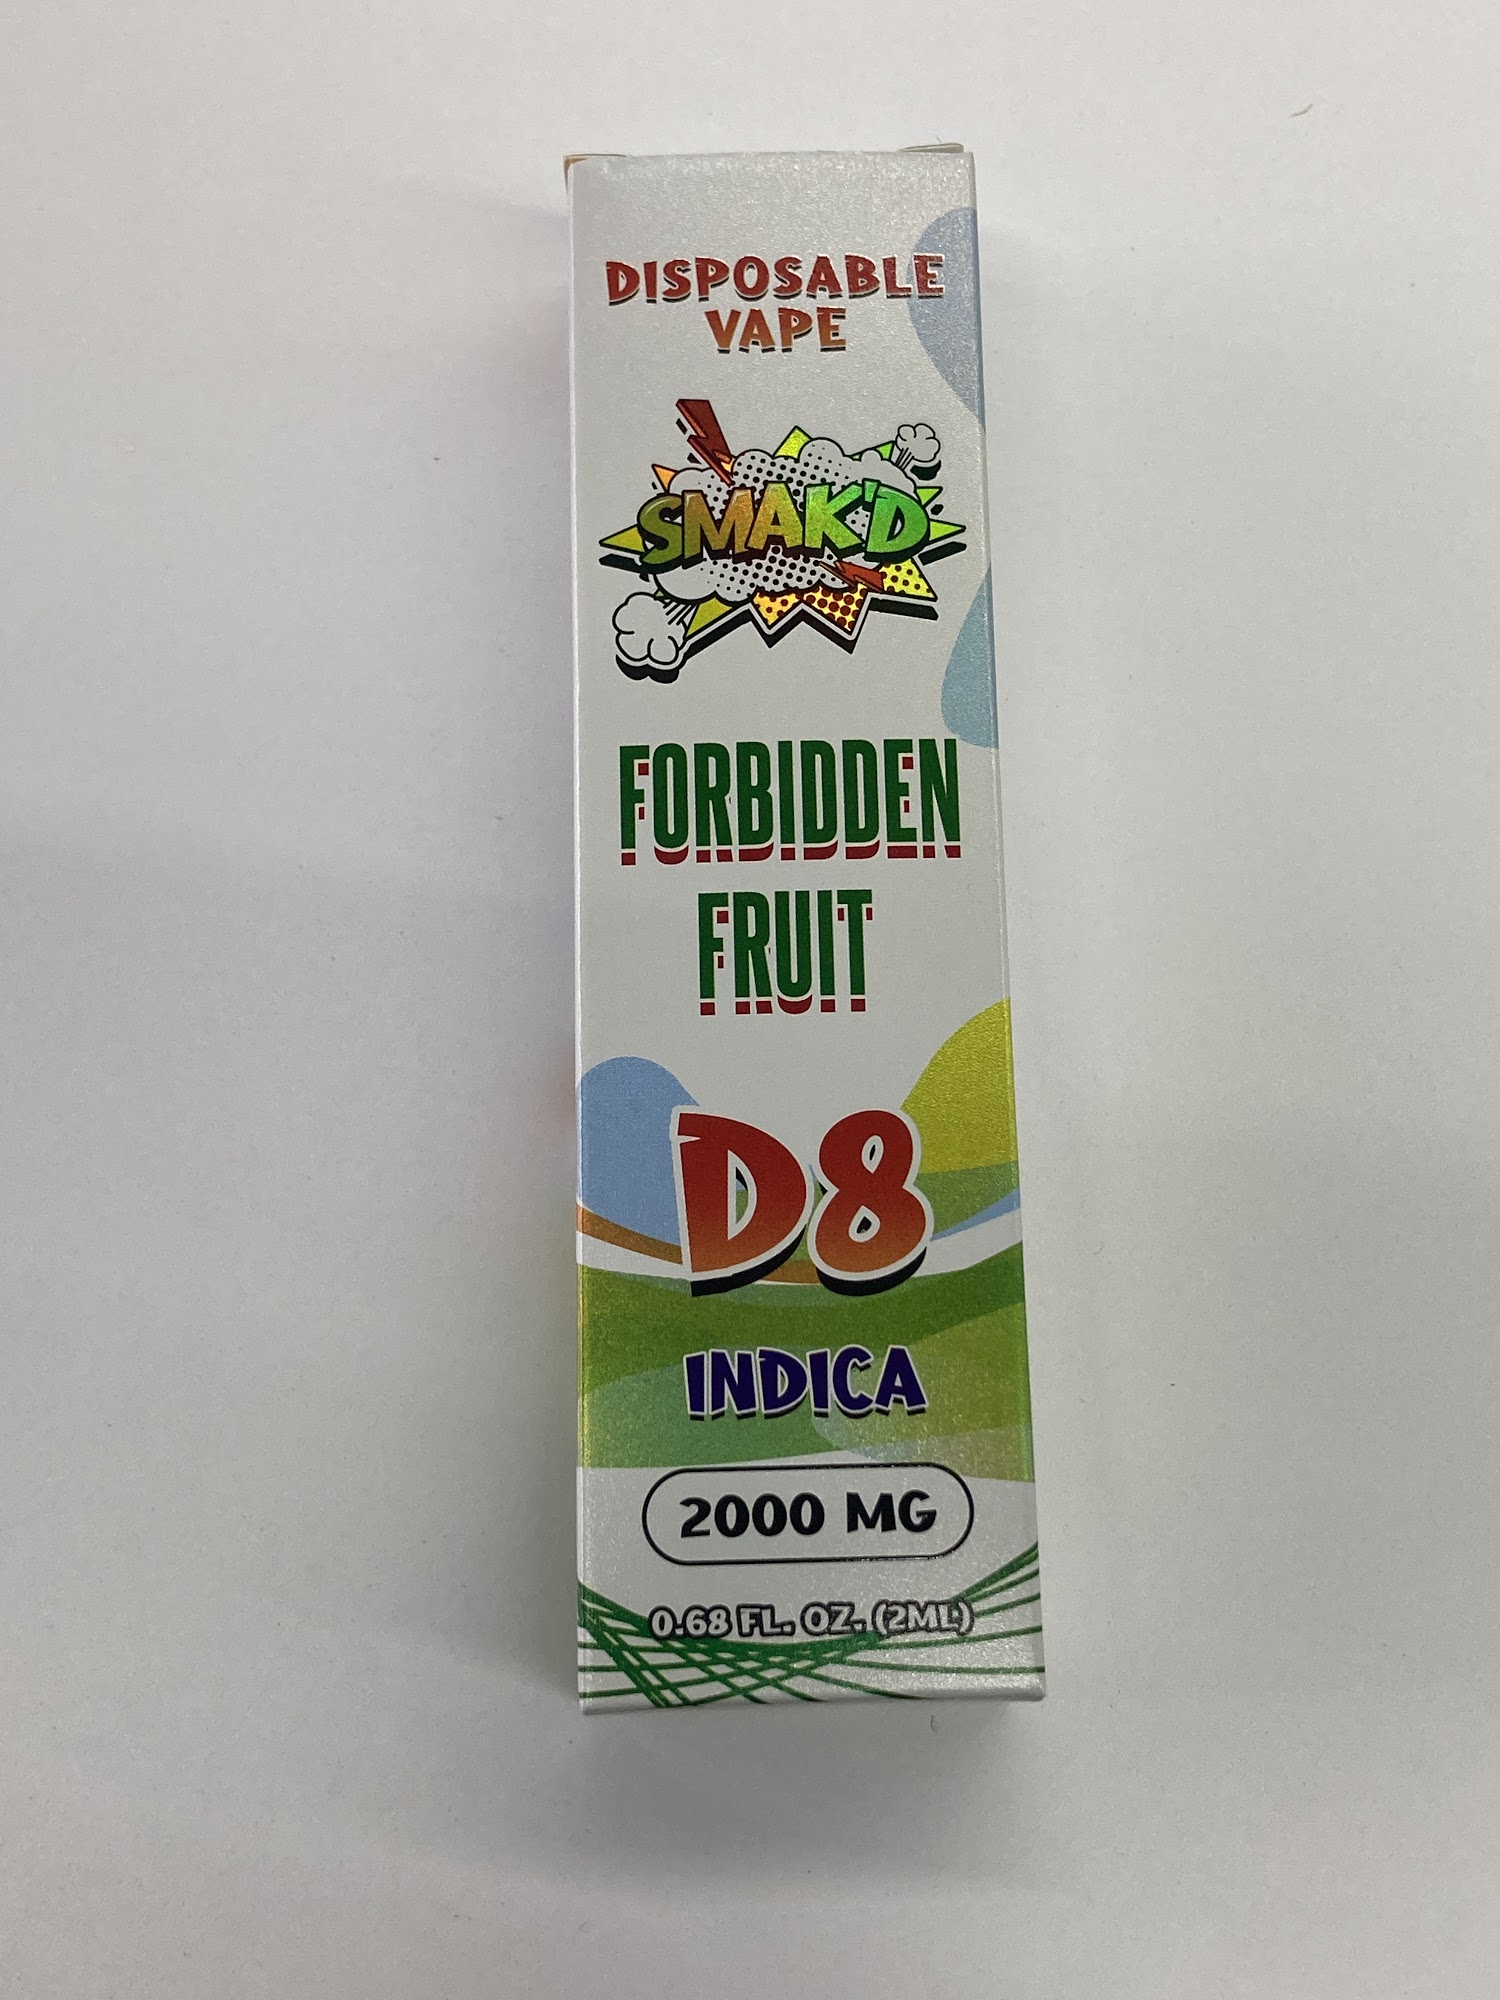 DISPOSABLE
VAPE
SMAK'D
FORBIDDEN
FRUIT
D8
INDICA
2000 MG
0.68 FL. OZ. (2ML)